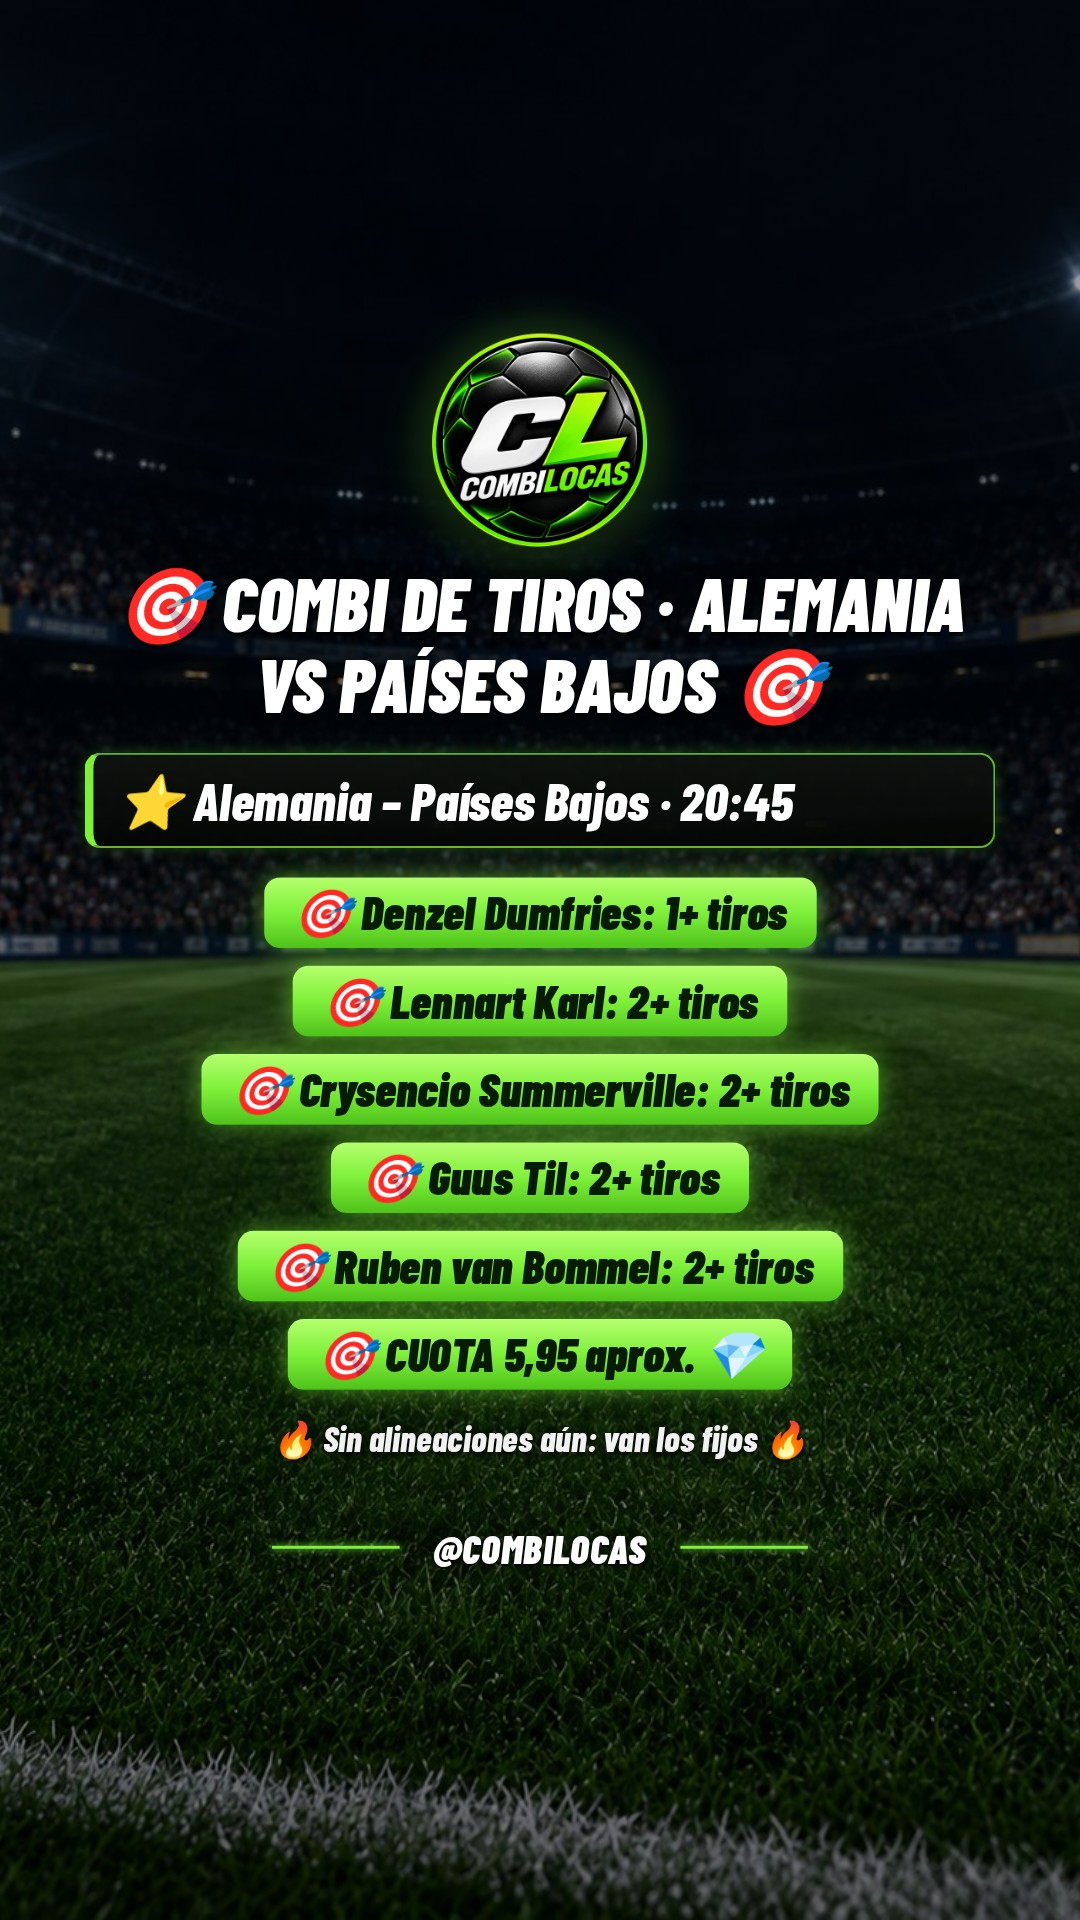 CL
COMBILOCAS
🎯 COMBI DE TIROS · ALEMANIA
VS PAÍSES BAJOS 🎯
⭐ Alemania – Países Bajos · 20:45
🎯 Denzel Dumfries: 1+ tiros
🎯 Lennart Karl: 2+ tiros
🎯 Crysencio Summerville: 2+ tiros
🎯 Guus Til: 2+ tiros
🎯 Ruben van Bommel: 2+ tiros
🎯 CUOTA 5,95 aprox. 💎
🔥 Sin alineaciones aún: van los fijos 🔥
@COMBILOCAS